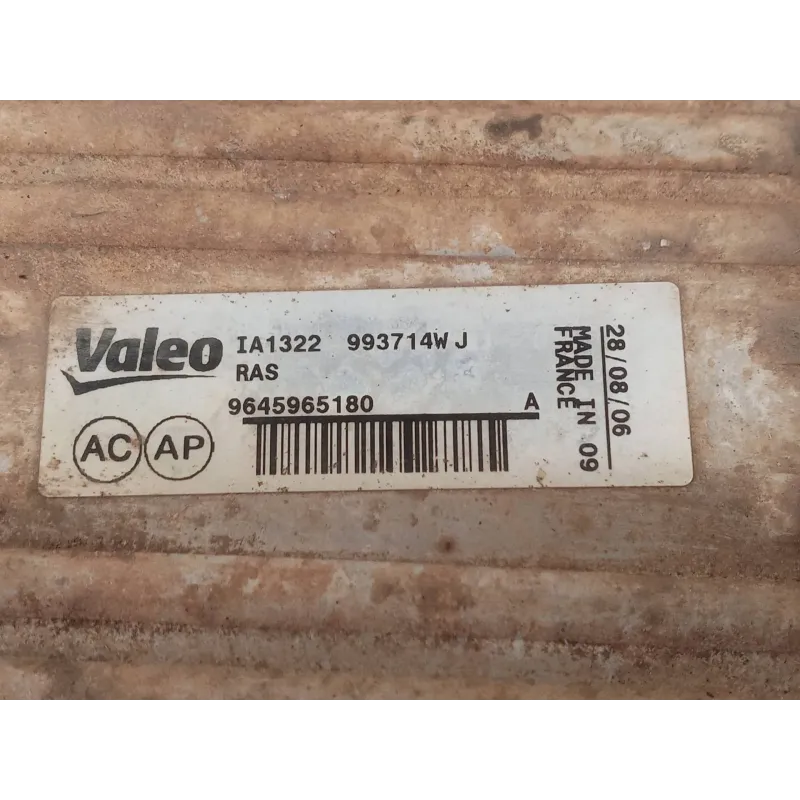 Valeo IA1322 993714W J
RAS
9645965180 A
AC AP
28/08/06
MADE IN 09
FRANCE